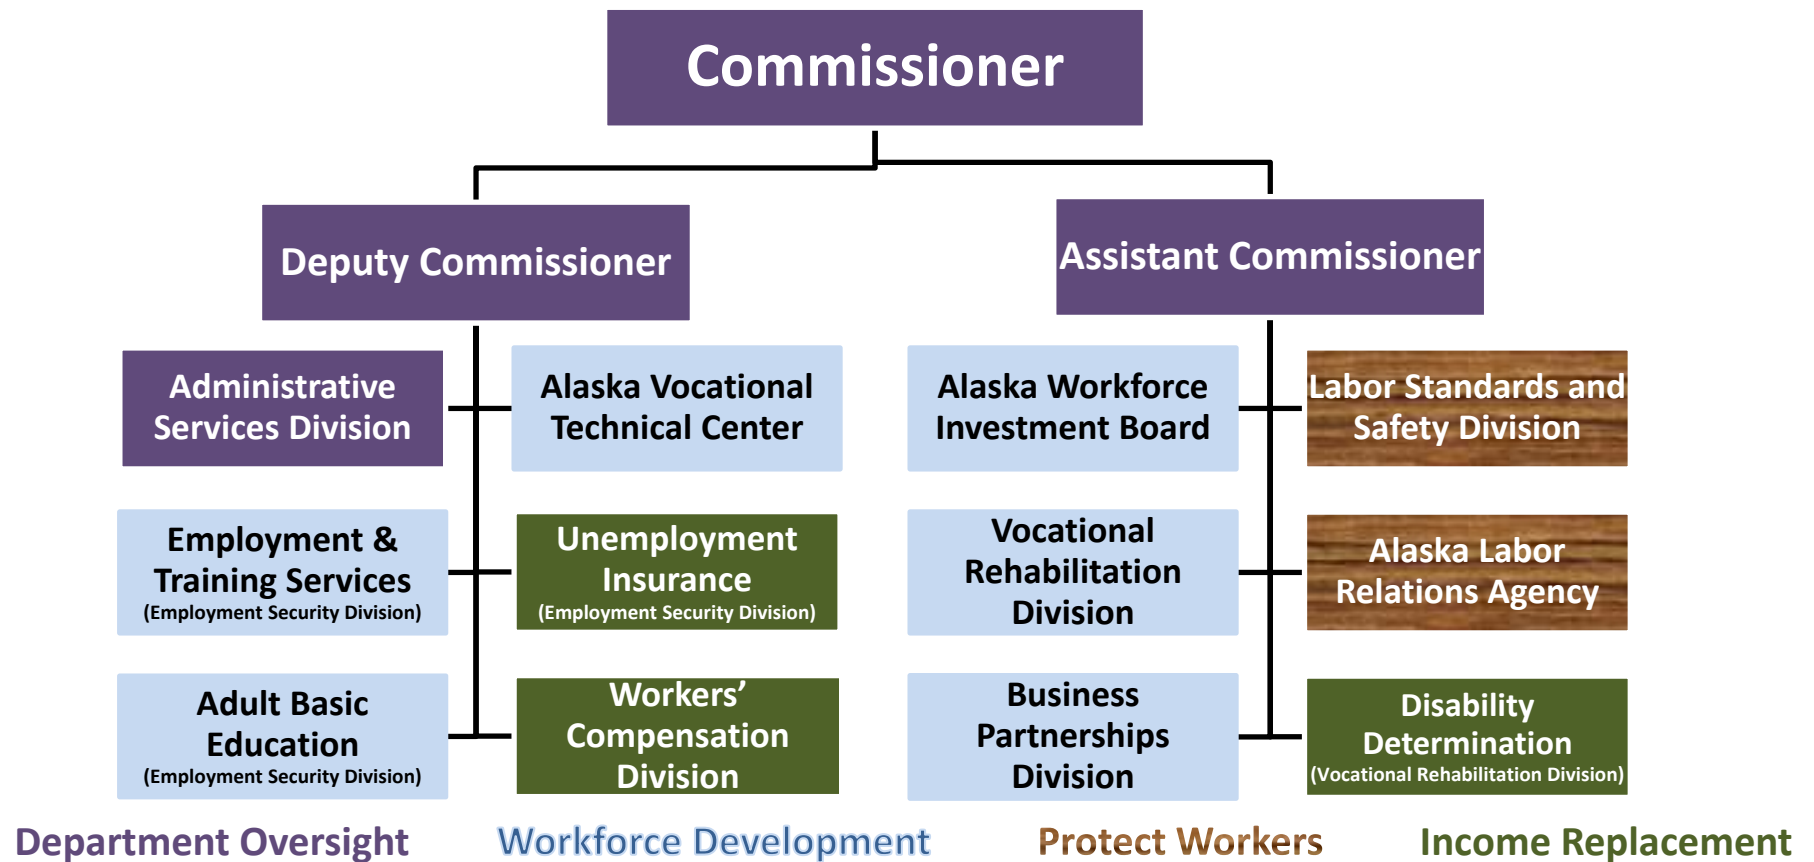 Commissioner
Deputy Commissioner
Assistant Commissioner
Administrative
Services Division
Alaska Vocational
Technical Center
Alaska Workforce
Investment Board
Labor Standards and
Safety Division
Employment &
Training Services
(Employment Security Division)
Unemployment
Insurance
(Employment Security Division)
Vocational
Rehabilitation
Division
Alaska Labor
Relations Agency
Adult Basic
Education
(Employment Security Division)
Workers’
Compensation
Division
Business
Partnerships
Division
Disability
Determination
(Vocational Rehabilitation Division)
Department Oversight
Workforce Development
Protect Workers
Income Replacement